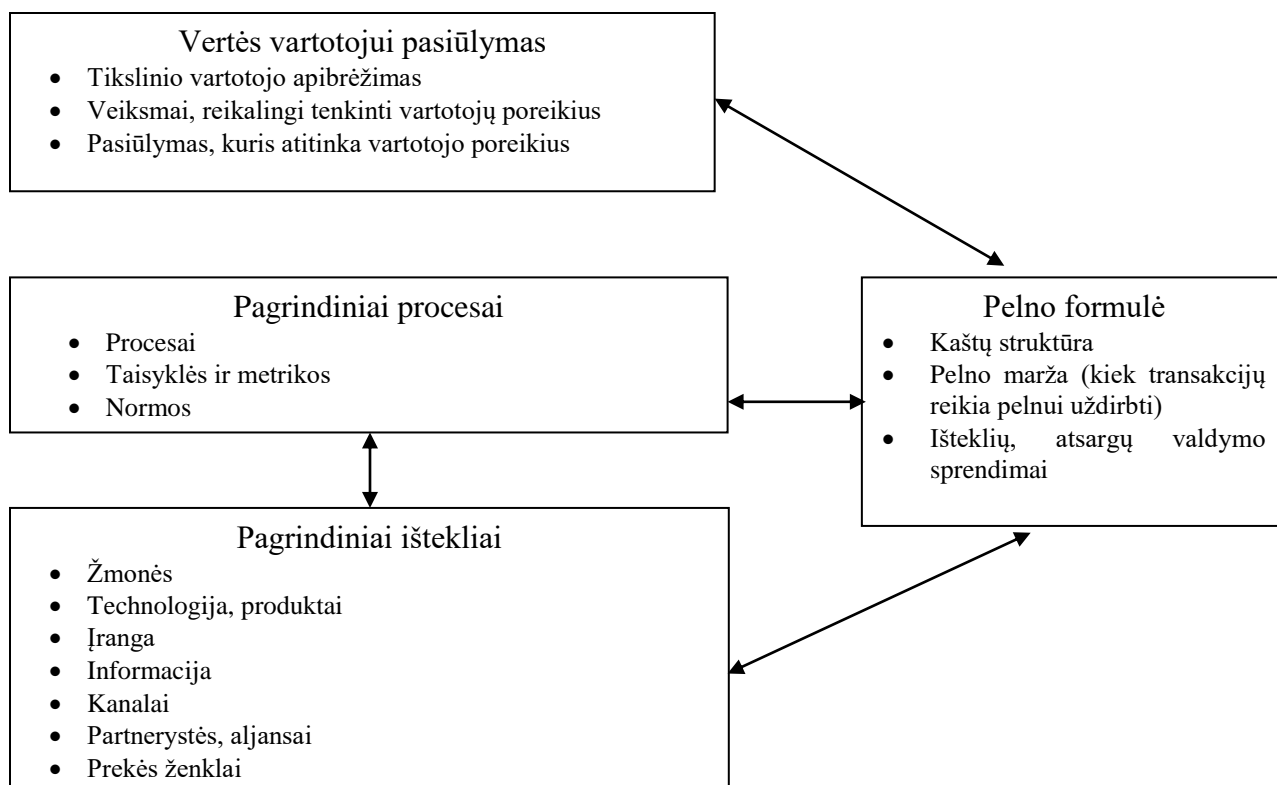 Vertės vartotojui pasiūlymas
• Tikslinio vartotojo apibrėžimas
• Veiksmai, reikalingi tenkinti vartotojų poreikius
• Pasiūlymas, kuris atitinka vartotojo poreikius
Pagrindiniai procesai
• Procesai
• Taisyklės ir metrikos
• Normos
Pelno formulė
• Kaštų struktūra
• Pelno marža (kiek transakcijų
reikia pelnui uždirbti)
• Išteklių, atsargų valdymo
sprendimai
Pagrindiniai ištekliai
• Žmonės
• Technologija, produktai
• Įranga
• Informacija
• Kanalai
• Partnerystės, aljansai
• Prekės ženklai